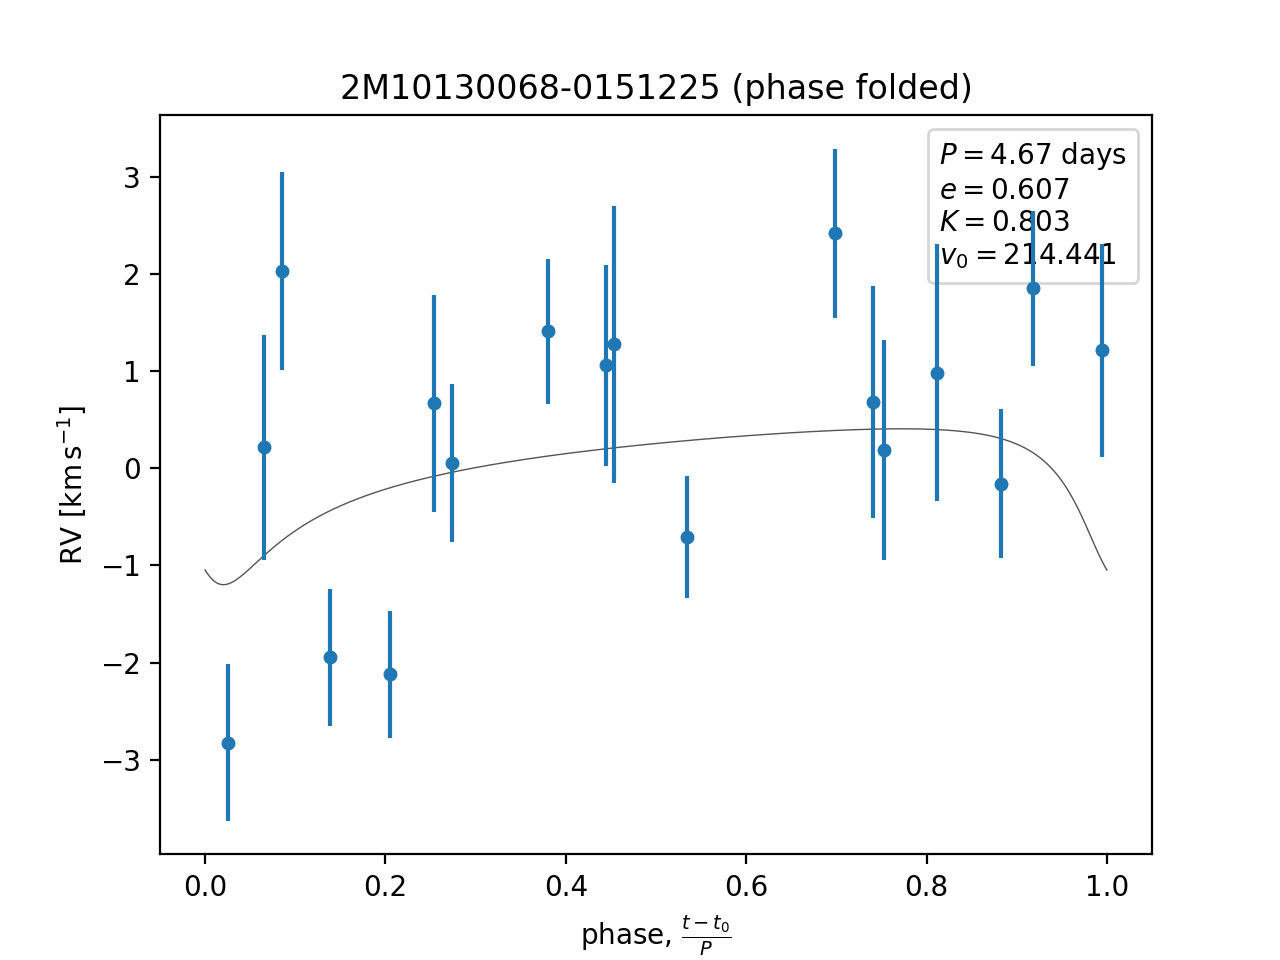 2M10130068-0151225 (phase folded)
P = 4.67 days
e = 0.607
K = 0.803
v₀ = 214.441
RV [km s⁻¹]
3
2
1
0
−1
−2
−3
0.0 0.2 0.4 0.6 0.8 1.0
phase, (t − t₀)/P